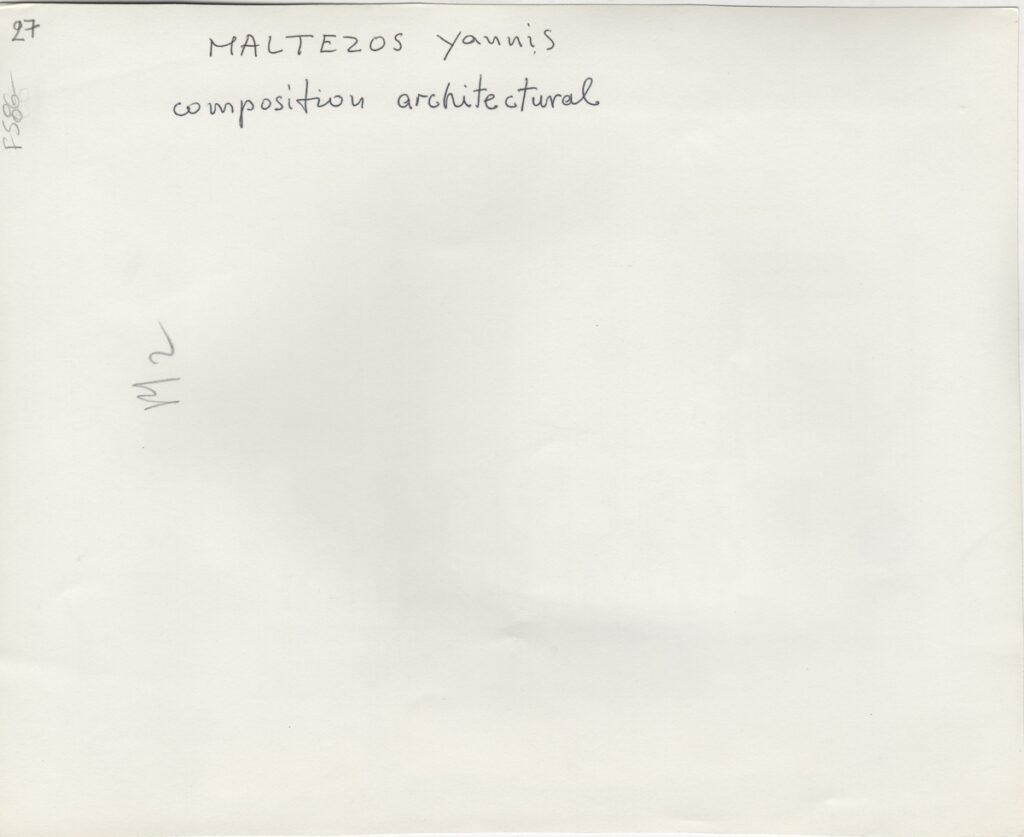 27
MALTEZOS Yannis
composition architectural
F586
M2